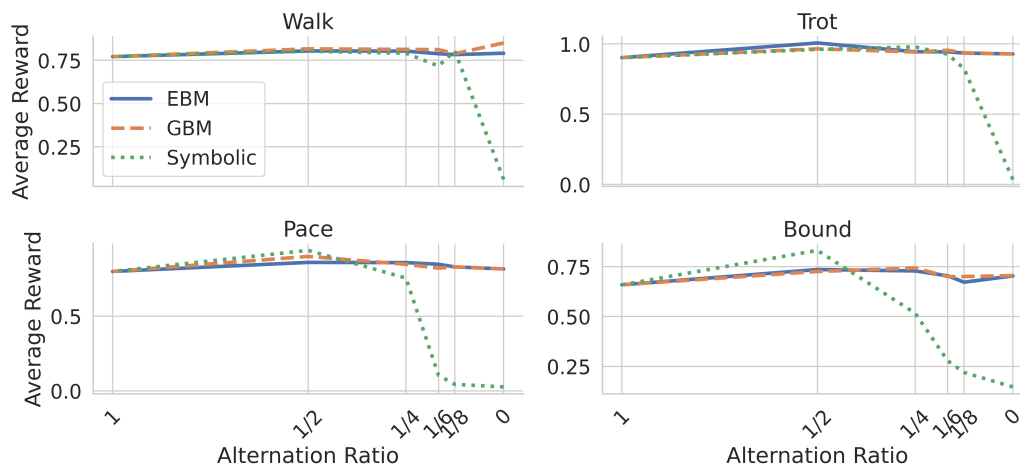 Walk
Average Reward
0.75
0.50
0.25
EBM
GBM
Symbolic
Trot
1.0
0.5
0.0
Pace
Average Reward
0.5
0.0
1
1/2
1/4
1/6
1/8
0
Alternation Ratio
Bound
0.75
0.50
0.25
1
1/2
1/4
1/6
1/8
0
Alternation Ratio